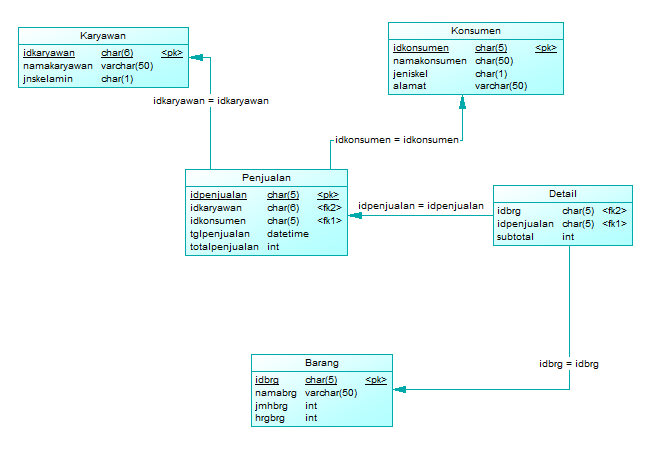 Karyawan
idkaryawan char(6) <pk>
namakaryawan varchar(50)
jnskelamin char(1)
Konsumen
idkonsumen char(5) <pk>
namakonsumen char(50)
jeniskel char(1)
alamat varchar(50)
idkaryawan = idkaryawan
idkonsumen = idkonsumen
Penjualan
idpenjualan char(5) <pk>
idkaryawan char(6) <fk2>
idkonsumen char(5) <fk1>
tglpenjualan datetime
totalpenjualan int
idpenjualan = idpenjualan
Detail
idbrg char(5) <fk2>
idpenjualan char(5) <fk1>
subtotal int
idbrg = idbrg
Barang
idbrg char(5) <pk>
namabrg varchar(50)
jmhbrg int
hrgbrg int